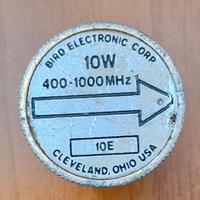 BIRD ELECTRONIC CORP
10W
400-1000MHz
10E
CLEVELAND, OHIO USA